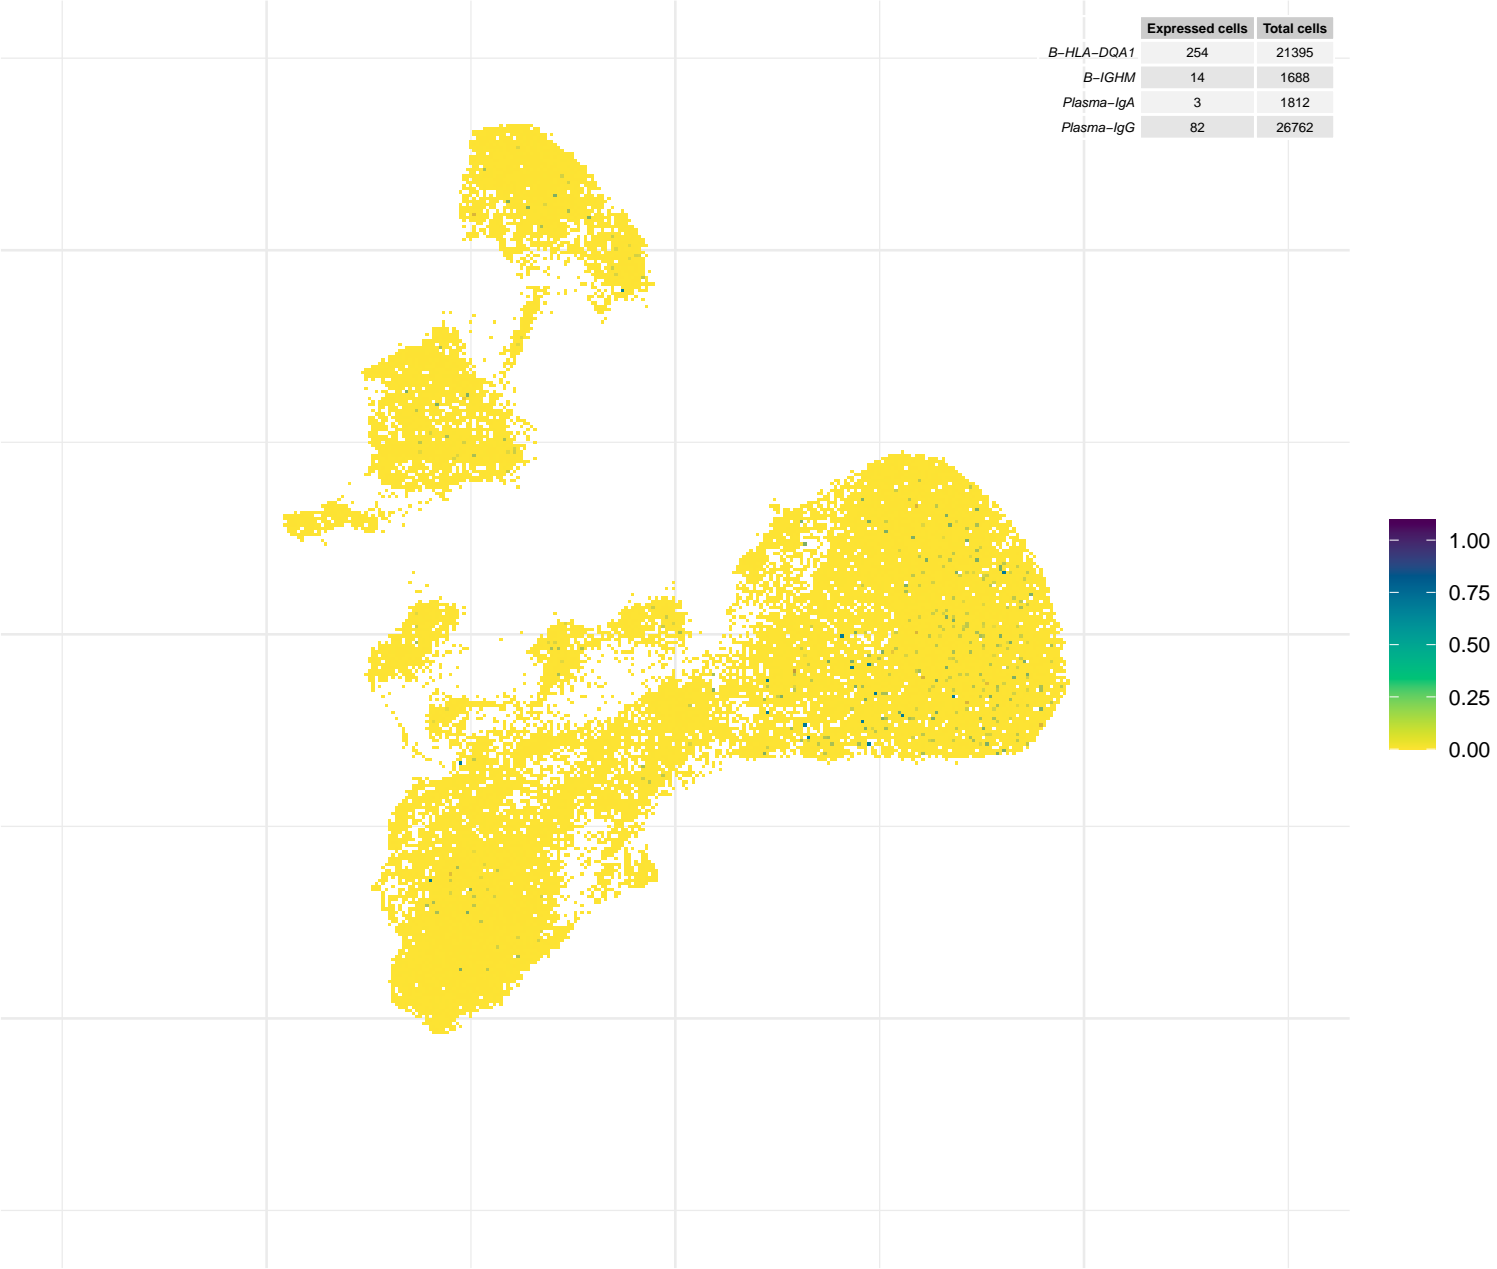 Expressed cells Total cells
B−HLA−DQA1 254 21395
B−IGHM 14 1688
Plasma−IgA 3 1812
Plasma−IgG 82 26762
1.00
0.75
0.50
0.25
0.00